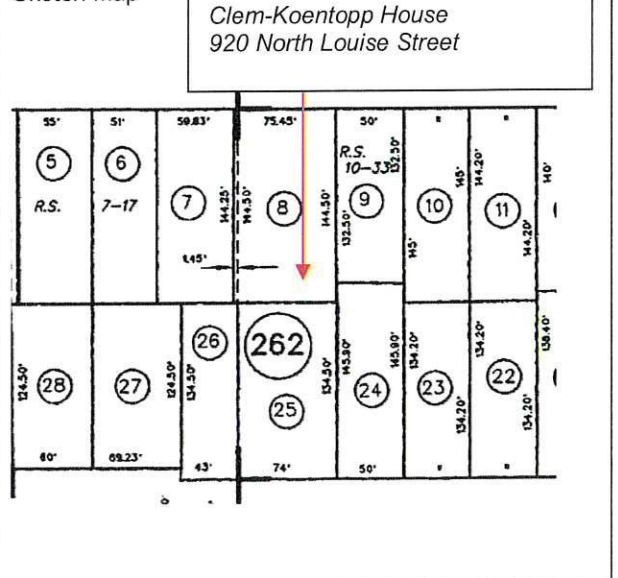 Sketch Map
Clem-Koentopp House
920 North Louise Street
55' 51' 59.83' 75.45' 50' " "
5 6 7 8 9 10 11
R.S. 7-17
R.S. 10-33
144.25' 144.50' 144.50' 132.50' 132.50' 145' 145' 144.20' 144.20' 140'
1.45'
28 27 26 262 25 24 23 22
124.50' 124.50' 134.50' 134.50' 145.90' 145.90' 134.20' 134.20' 134.20' 134.20' 138.40'
60' 69.23' 43' 74' 50' " "